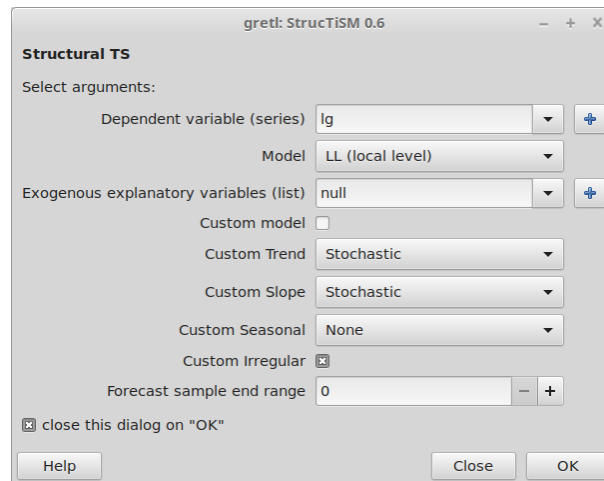 gretl: StrucTiSM 0.6
Structural TS
Select arguments:
Dependent variable (series) lg
Model LL (local level)
Exogenous explanatory variables (list) null
Custom model
Custom Trend Stochastic
Custom Slope Stochastic
Custom Seasonal None
Custom Irregular
Forecast sample end range 0
close this dialog on "OK"
Help Close OK